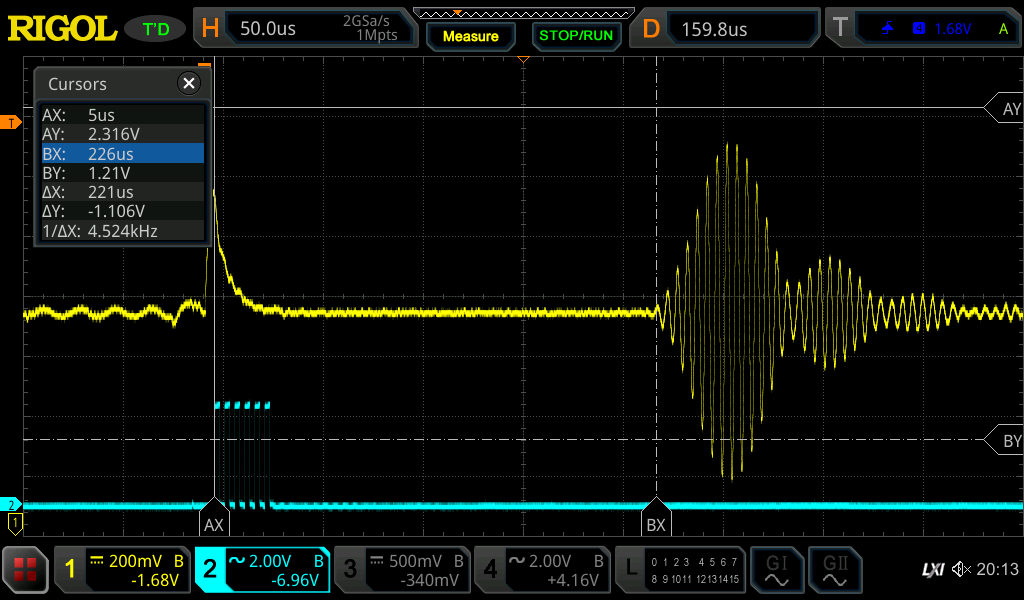 RIGOL T'D H 50.0us 2GSa/s 1Mpts Measure STOP/RUN D 159.8us T 1 1.68V A
Cursors
AX: 5us
AY: 2.316V
BX: 226us
BY: 1.21V
ΔX: 221us
ΔY: -1.106V
1/ΔX: 4.524kHz
T
AY
BY
2
1
AX BX
1 200mV B -1.68V
2 2.00V B -6.96V
3 500mV B -340mV
4 2.00V B +4.16V
L 0 1 2 3 4 5 6 7
8 9 10 11 12 13 14 15
GI GII
LXI 20:13